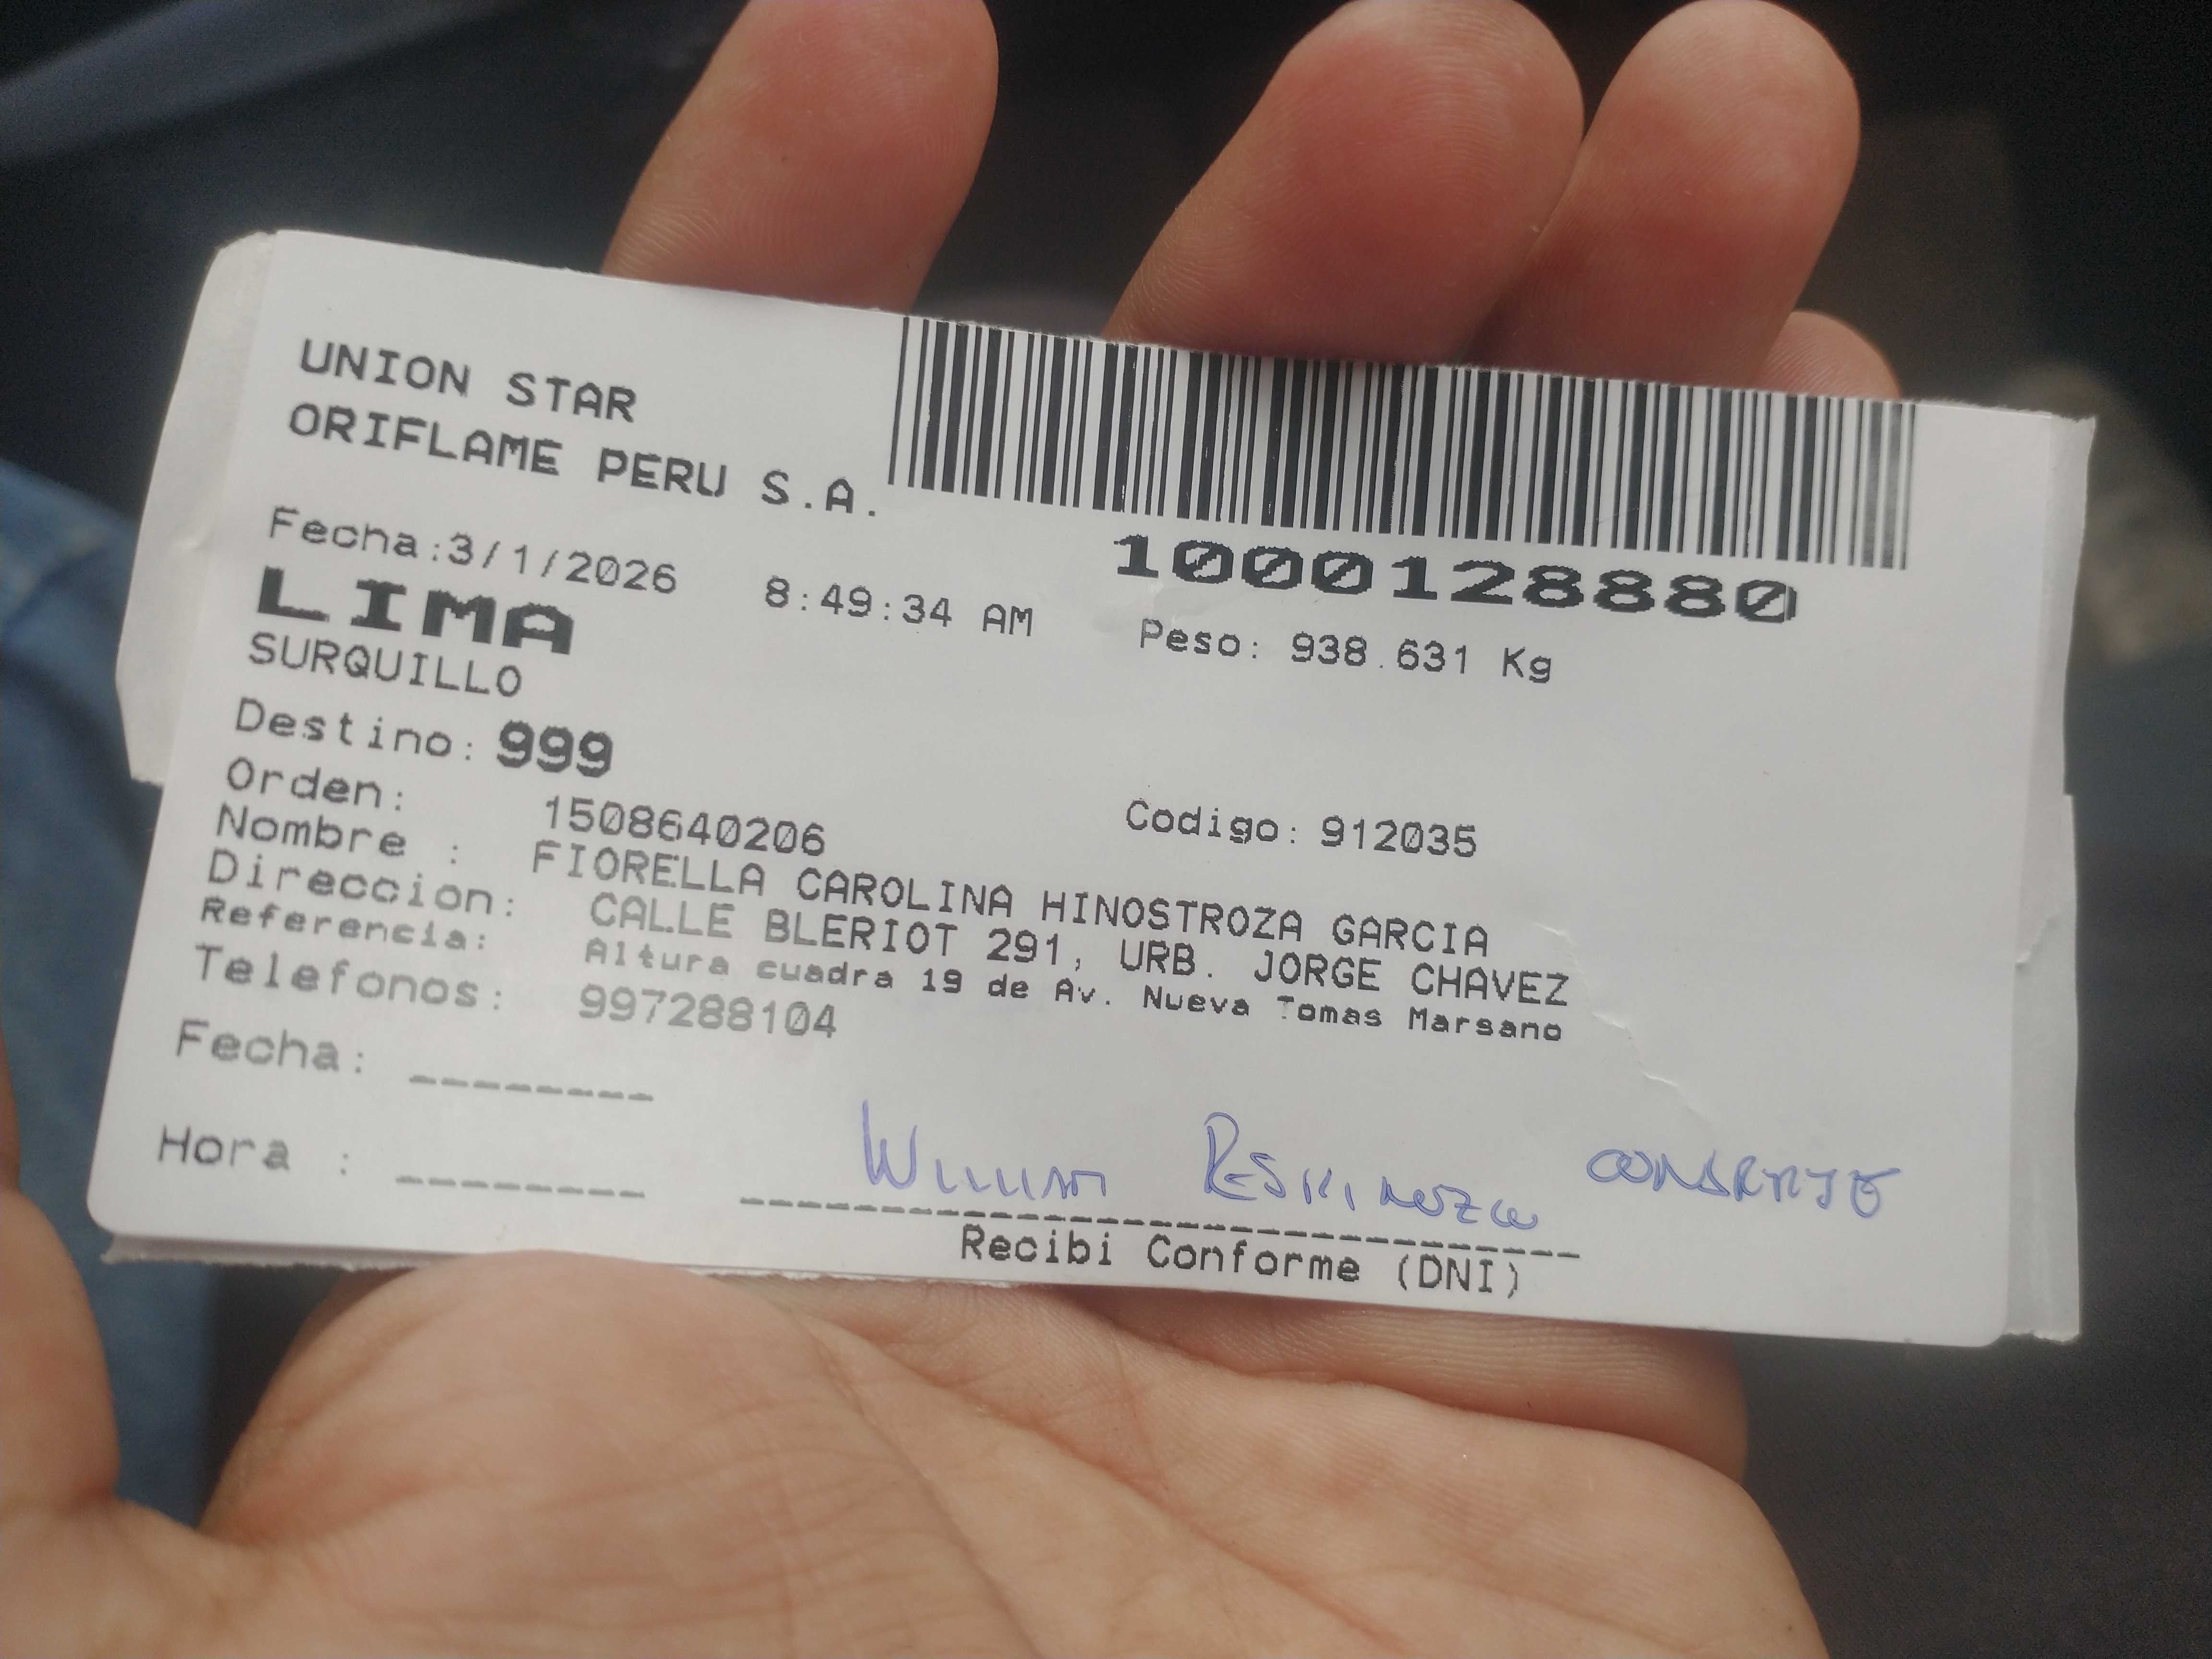 UNION STAR
ORIFLAME PERU S.A.
1000128880
Fecha:3/1/2026 8:49:34 AM Peso: 938.631 Kg
LIMA
SURQUILLO
Destino: 999
Orden: 1508640206 Codigo: 912035
Nombre : FIORELLA CAROLINA HINOSTROZA GARCIA
Direccion: CALLE BLERIOT 291, URB. JORGE CHAVEZ
Referencia: Altura cuadra 19 de Av. Nueva Tomas Marsano
Telefonos: 997288104
Fecha:
Hora :
Recibi Conforme (DNI)